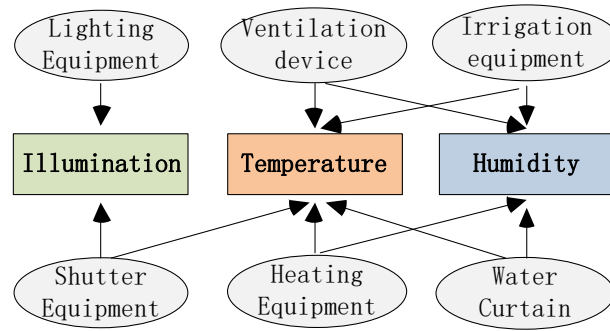 Lighting
Equipment
Ventilation
device
Irrigation
equipment
Illumination
Temperature
Humidity
Shutter
Equipment
Heating
Equipment
Water
Curtain